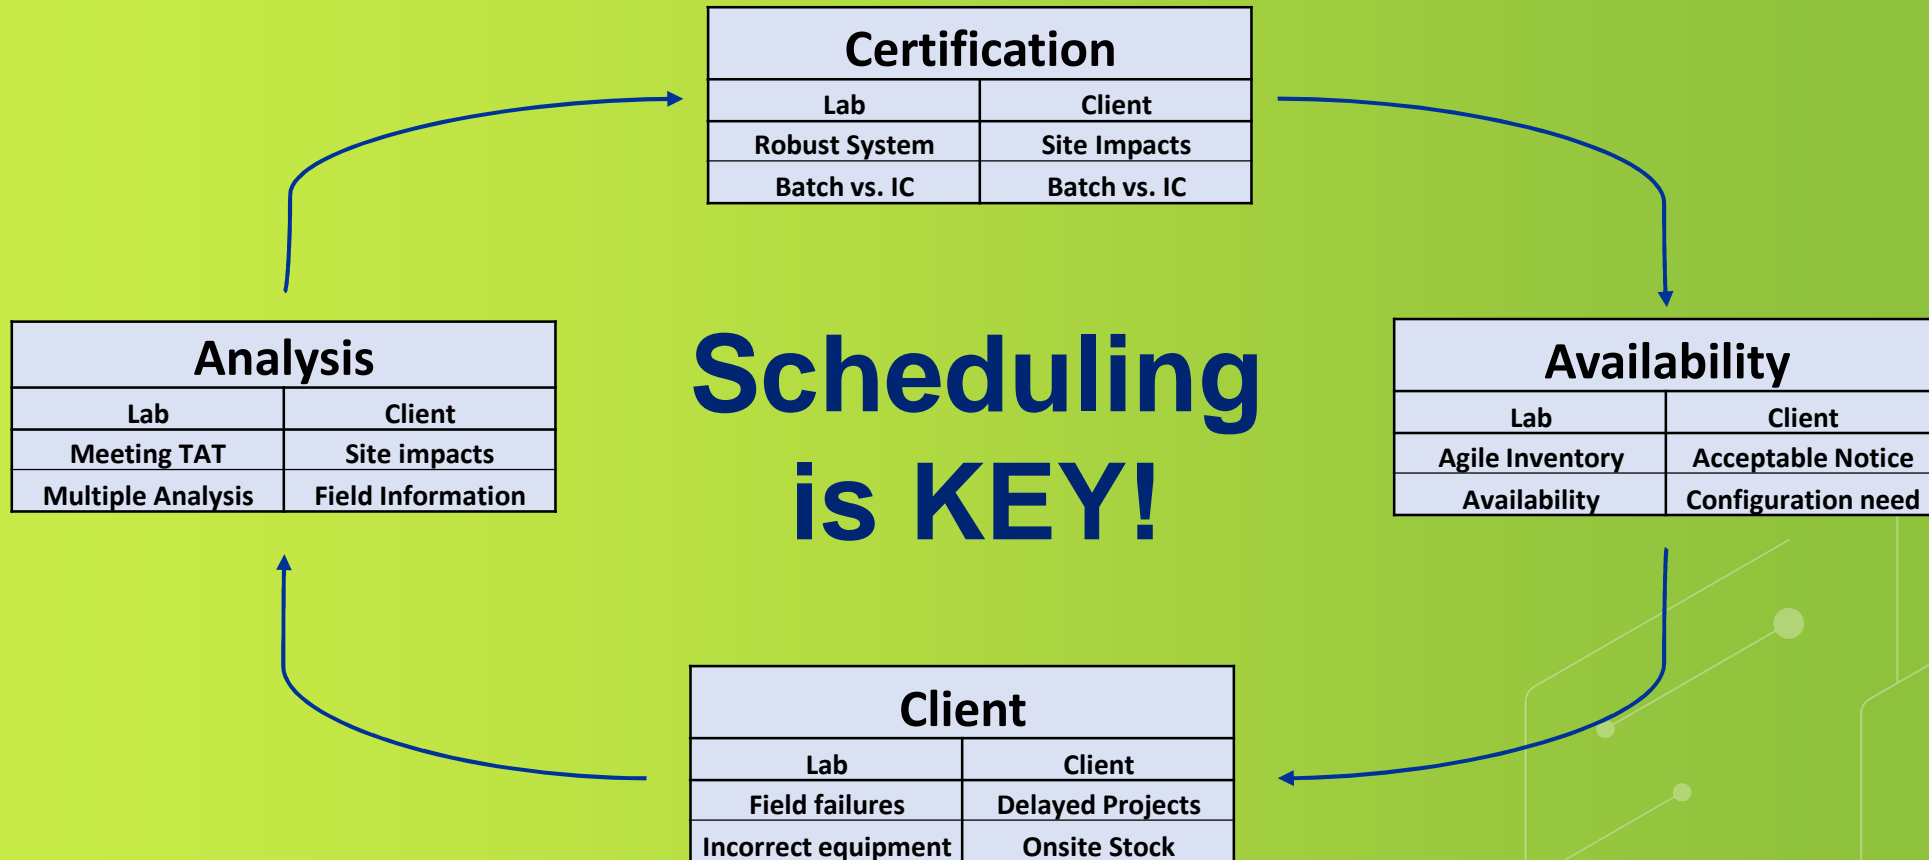 Certification
Lab Client
Robust System Site Impacts
Batch vs. IC Batch vs. IC
Analysis
Lab Client
Meeting TAT Site impacts
Multiple Analysis Field Information
Scheduling
is KEY!
Availability
Lab Client
Agile Inventory Acceptable Notice
Availability Configuration need
Client
Lab Client
Field failures Delayed Projects
Incorrect equipment Onsite Stock